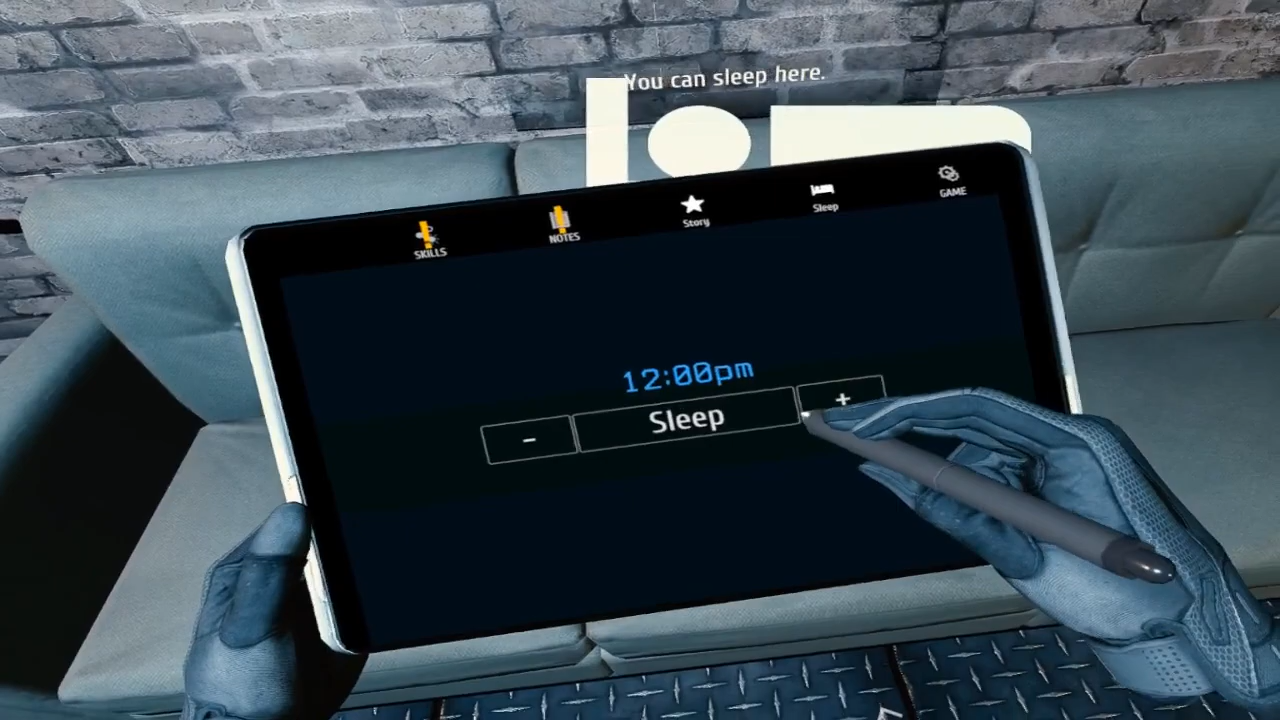 You can sleep here.
SKILLS
NOTES
Story
Sleep
GAME
12:00pm
- Sleep +